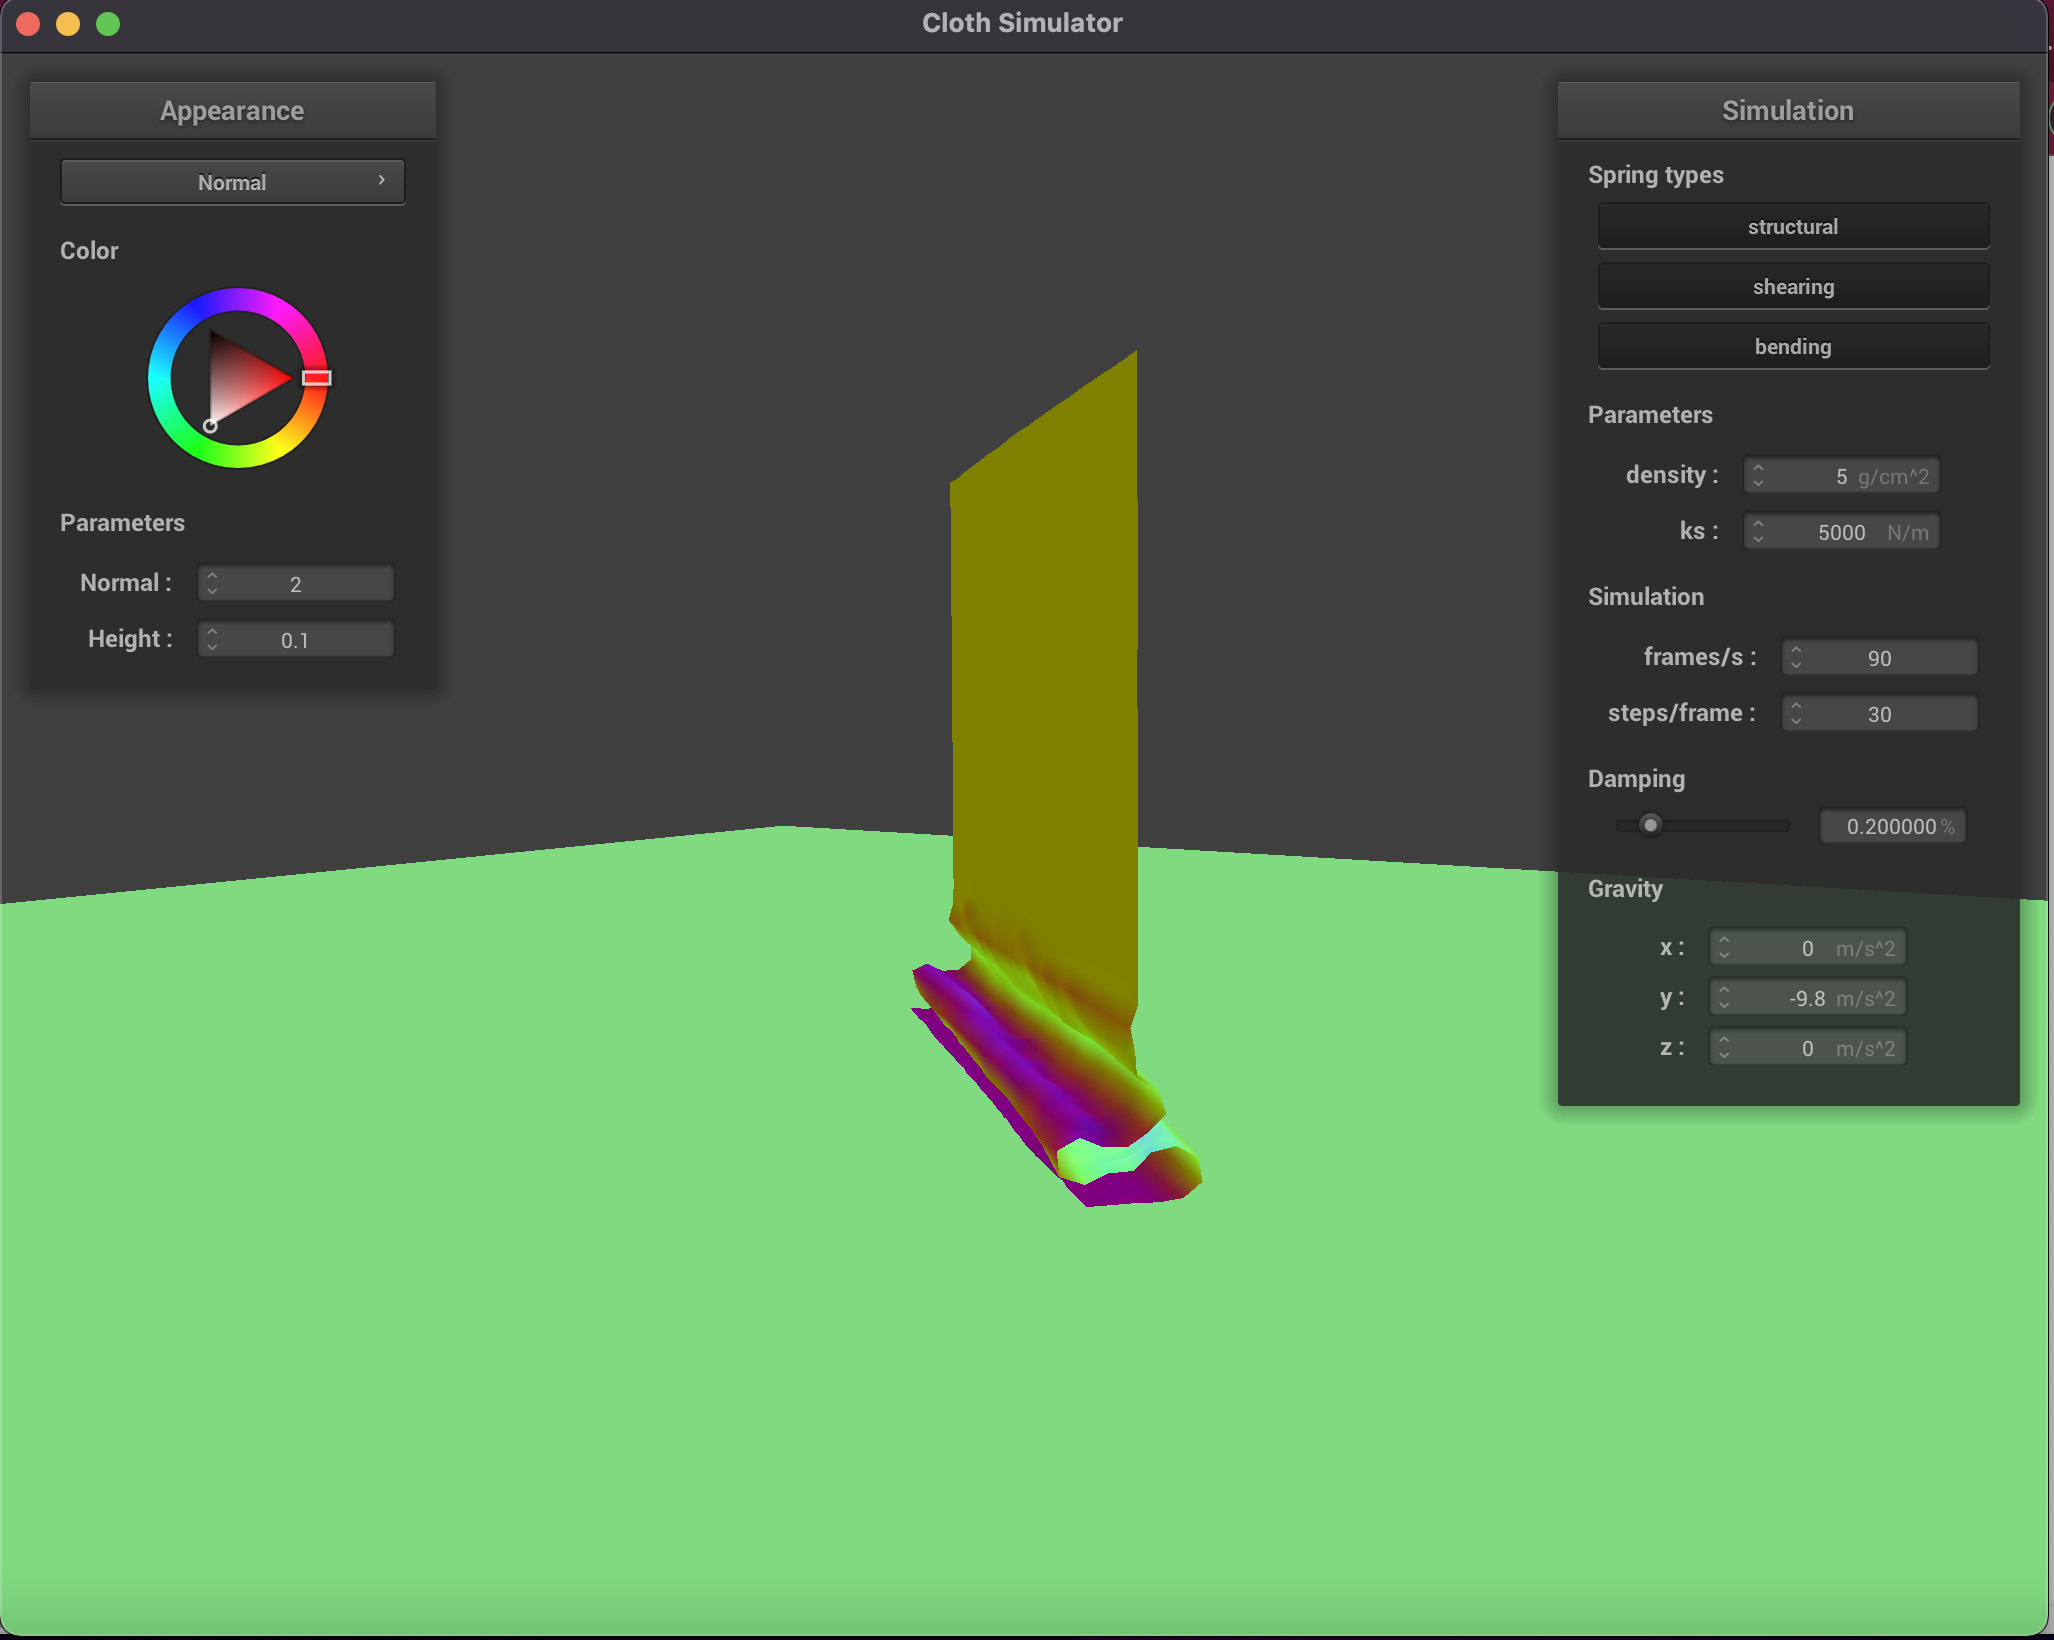 Cloth Simulator
Appearance
Normal
Color
Parameters
Normal : 2
Height : 0.1
Simulation
Spring types
structural
shearing
bending
Parameters
density : 5 g/cm^2
ks : 5000 N/m
Simulation
frames/s : 90
steps/frame : 30
Damping
0.200000 %
Gravity
x : 0 m/s^2
y : -9.8 m/s^2
z : 0 m/s^2